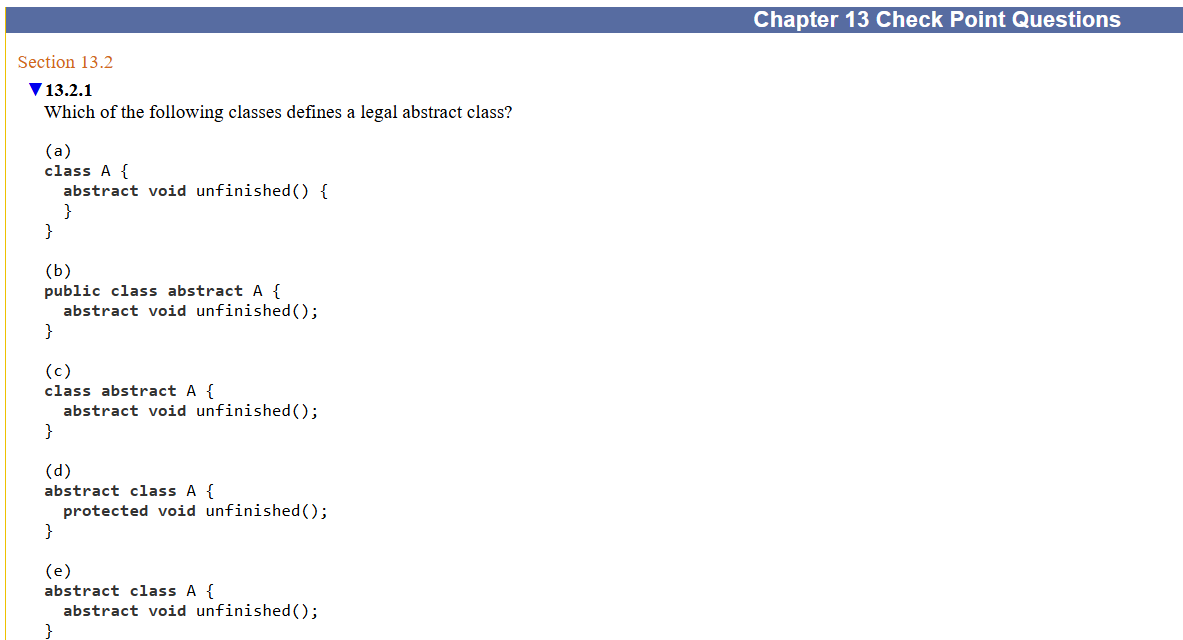 Chapter 13 Check Point Questions
Section 13.2
▼13.2.1
Which of the following classes defines a legal abstract class?
(a)
class A {
  abstract void unfinished() {
  }
}
(b)
public class abstract A {
  abstract void unfinished();
}
(c)
class abstract A {
  abstract void unfinished();
}
(d)
abstract class A {
  protected void unfinished();
}
(e)
abstract class A {
  abstract void unfinished();
}